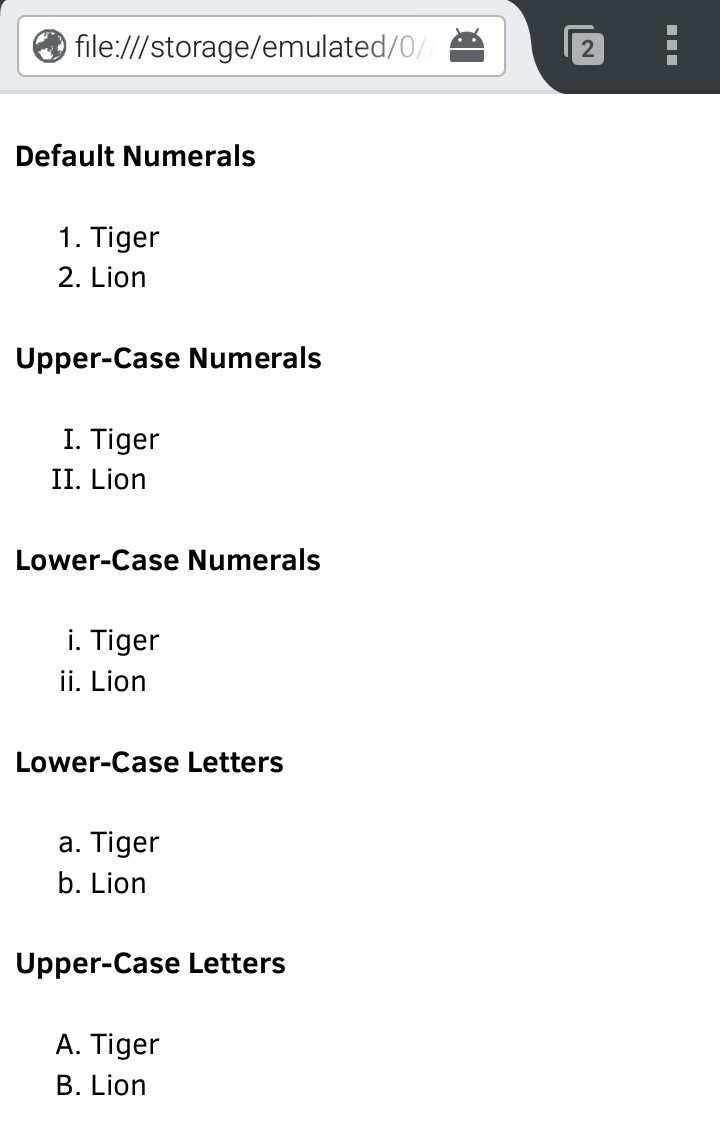 file:///storage/emulated/0/
2
Default Numerals
1. Tiger
2. Lion
Upper-Case Numerals
I. Tiger
II. Lion
Lower-Case Numerals
i. Tiger
ii. Lion
Lower-Case Letters
a. Tiger
b. Lion
Upper-Case Letters
A. Tiger
B. Lion